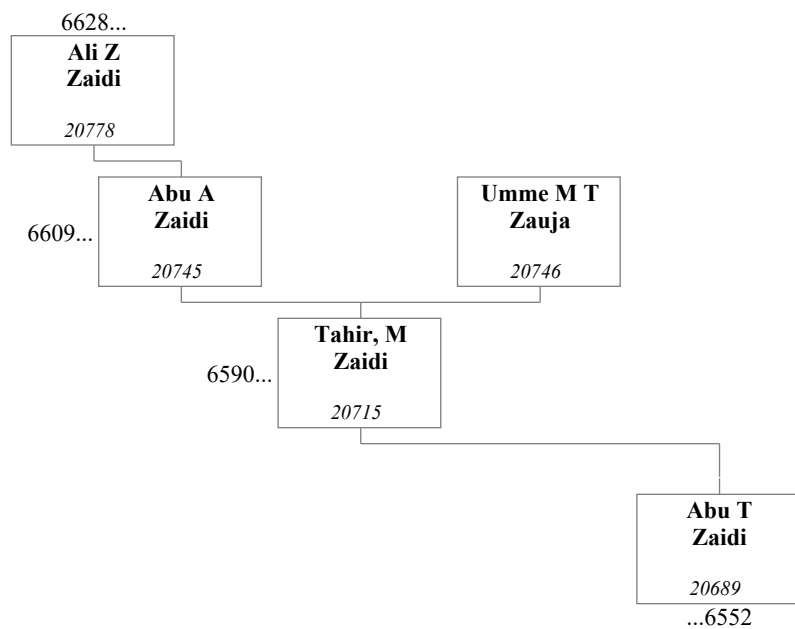 6628...
Ali Z
Zaidi
20778
Abu A
Zaidi
6609...
20745
Umme M T
Zauja
20746
Tahir, M
Zaidi
6590...
20715
Abu T
Zaidi
20689
...6552